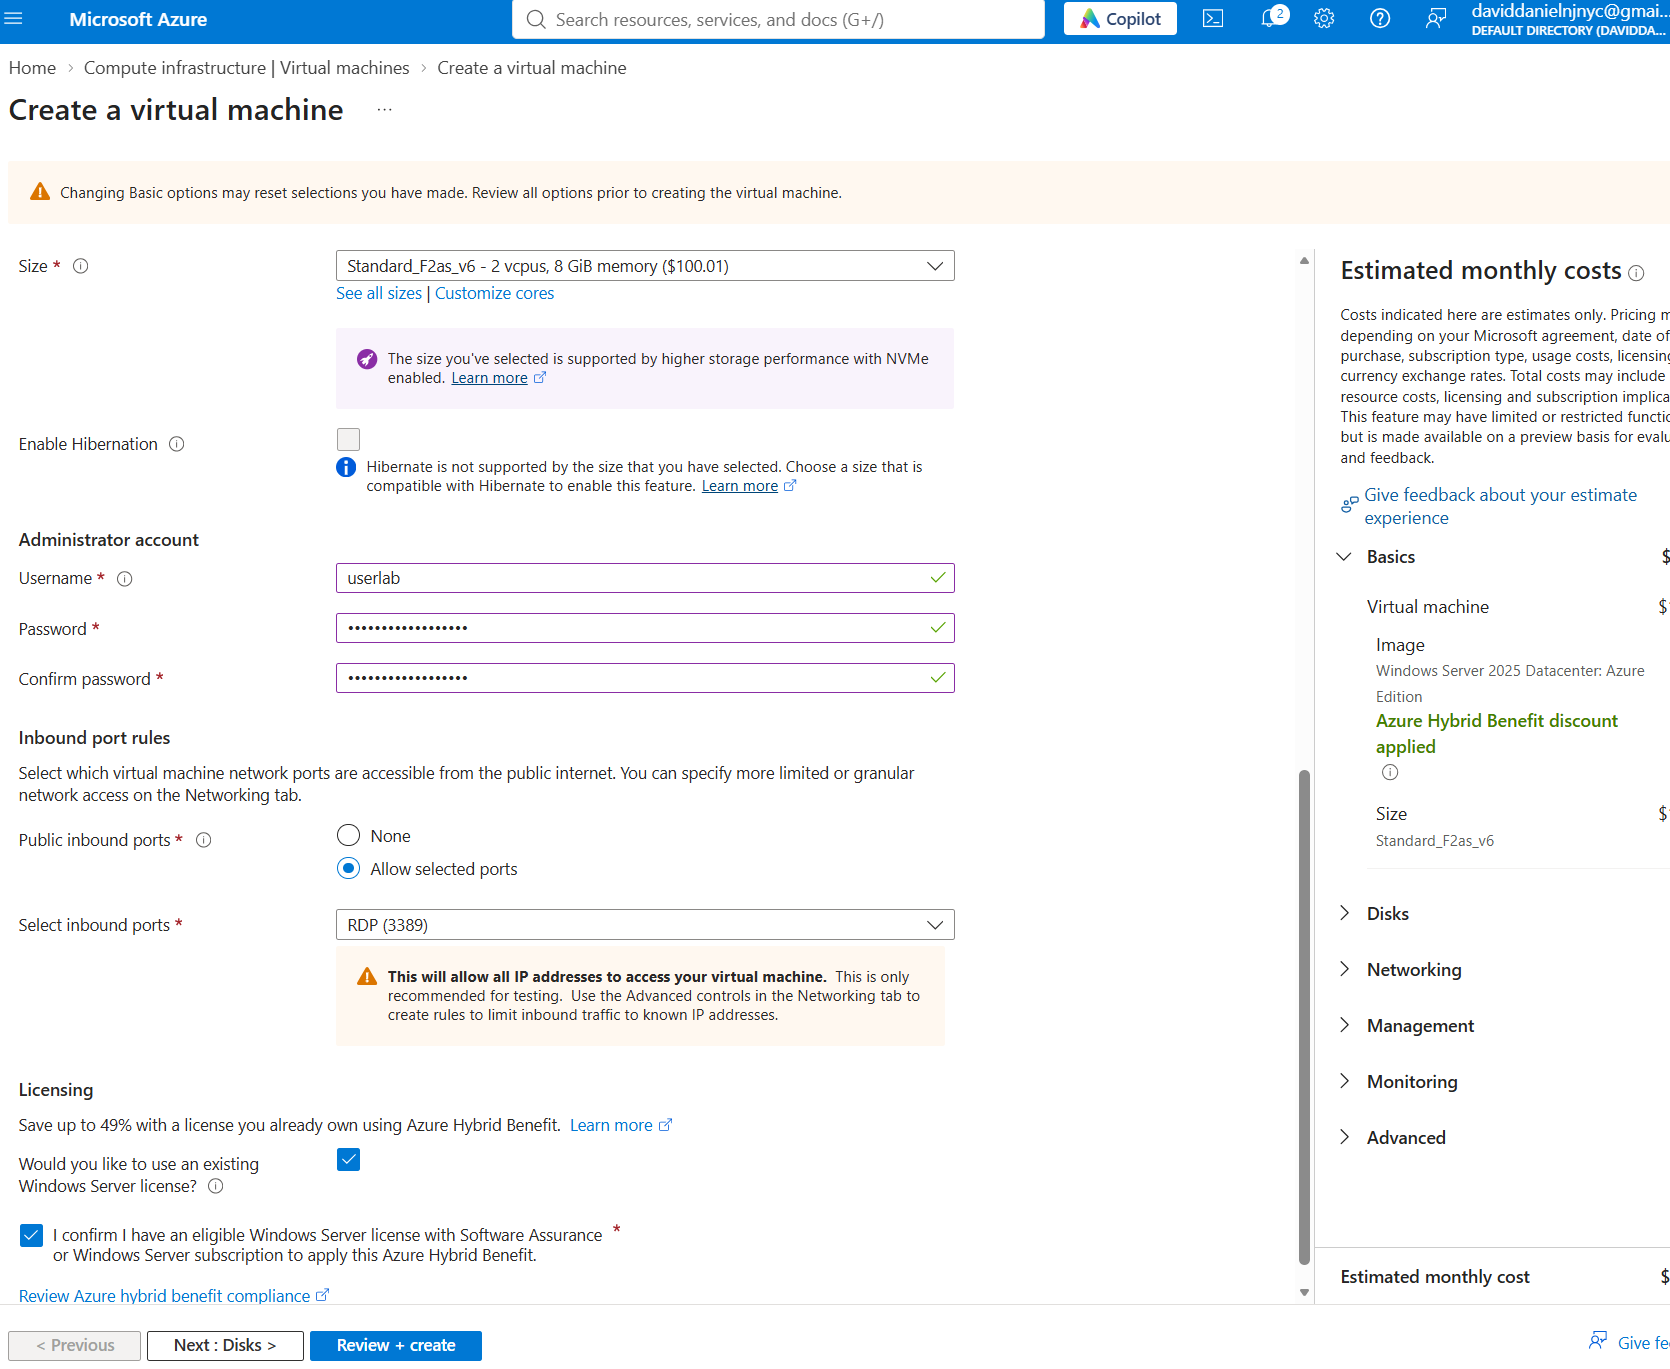 Microsoft Azure
Search resources, services, and docs (G+/)
Copilot
2
daviddanielnjnyc@gmai...
DEFAULT DIRECTORY (DAVIDDA...
Home > Compute infrastructure | Virtual machines > Create a virtual machine
Create a virtual machine ...
Changing Basic options may reset selections you have made. Review all options prior to creating the virtual machine.
Size *
Standard_F2as_v6 - 2 vcpus, 8 GiB memory ($100.01)
See all sizes | Customize cores
The size you've selected is supported by higher storage performance with NVMe
enabled. Learn more
Enable Hibernation
Hibernate is not supported by the size that you have selected. Choose a size that is
compatible with Hibernate to enable this feature. Learn more
Administrator account
Username *
userlab
Password *
••••••••••••••••••
Confirm password *
••••••••••••••••••
Inbound port rules
Select which virtual machine network ports are accessible from the public internet. You can specify more limited or granular
network access on the Networking tab.
Public inbound ports *
None
Allow selected ports
Select inbound ports *
RDP (3389)
This will allow all IP addresses to access your virtual machine. This is only
recommended for testing. Use the Advanced controls in the Networking tab to
create rules to limit inbound traffic to known IP addresses.
Licensing
Save up to 49% with a license you already own using Azure Hybrid Benefit. Learn more
Would you like to use an existing
Windows Server license?
I confirm I have an eligible Windows Server license with Software Assurance *
or Windows Server subscription to apply this Azure Hybrid Benefit.
Review Azure hybrid benefit compliance
< Previous
Next : Disks >
Review + create
Estimated monthly costs
Costs indicated here are estimates only. Pricing m
depending on your Microsoft agreement, date of
purchase, subscription type, usage costs, licensing
currency exchange rates. Total costs may include
resource costs, licensing and subscription implica
This feature may have limited or restricted functio
but is made available on a preview basis for evalu
and feedback.
Give feedback about your estimate
experience
Basics $
Virtual machine $
Image
Windows Server 2025 Datacenter: Azure
Edition
Azure Hybrid Benefit discount
applied
Size $
Standard_F2as_v6
Disks
Networking
Management
Monitoring
Advanced
Estimated monthly cost $
Give fe